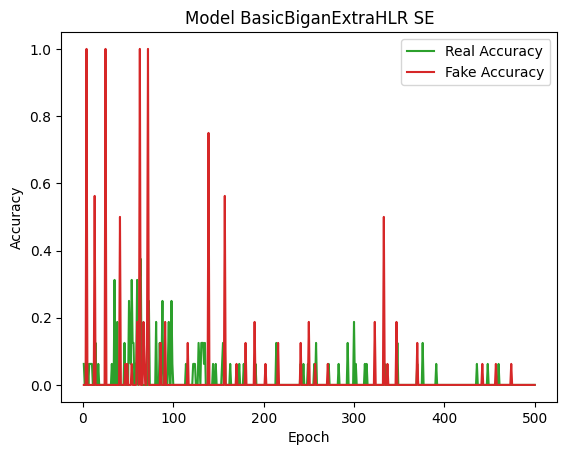 Model BasicBiganExtraHLR SE
Real Accuracy
Fake Accuracy
Accuracy
1.0
0.8
0.6
0.4
0.2
0.0
0 100 200 300 400 500
Epoch